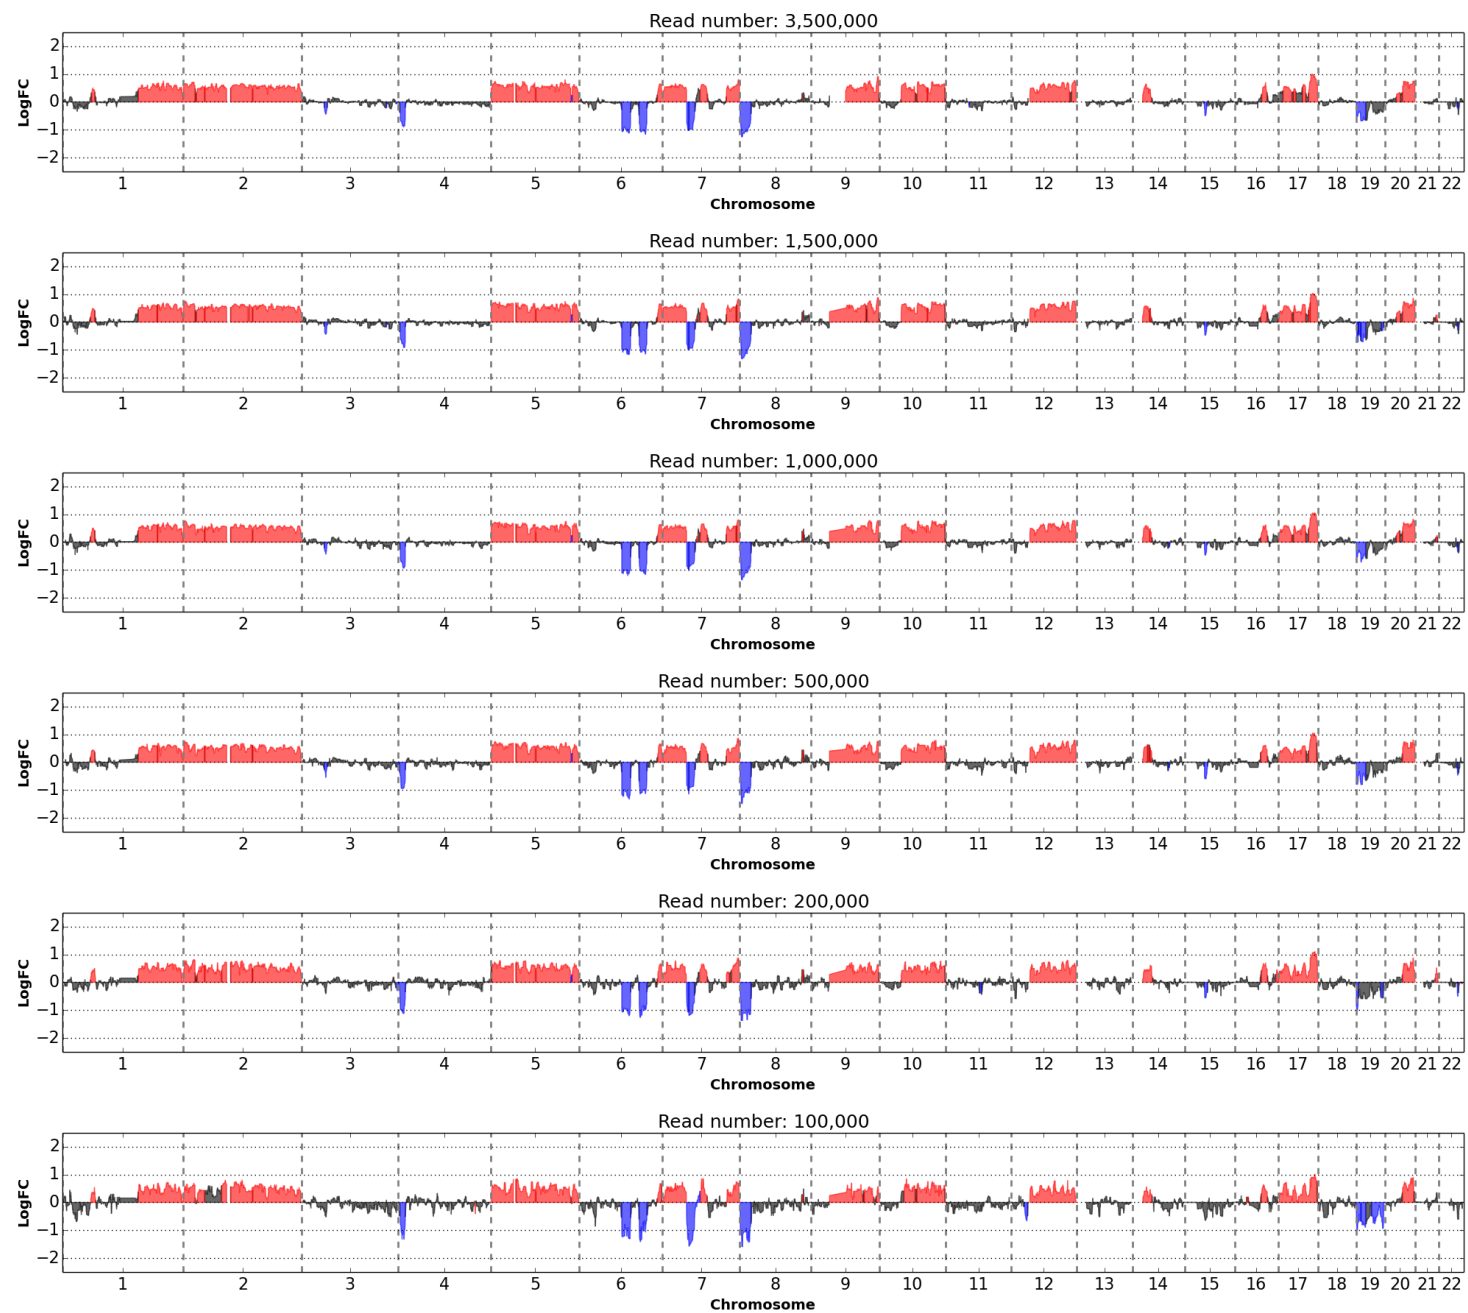 Read number: 3,500,000
LogFC
2
1
0
−1
−2
1 2 3 4 5 6 7 8 9 10 11 12 13 14 15 16 17 18 19 20 21 22
Chromosome
Read number: 1,500,000
LogFC
2
1
0
−1
−2
1 2 3 4 5 6 7 8 9 10 11 12 13 14 15 16 17 18 19 20 21 22
Chromosome
Read number: 1,000,000
LogFC
2
1
0
−1
−2
1 2 3 4 5 6 7 8 9 10 11 12 13 14 15 16 17 18 19 20 21 22
Chromosome
Read number: 500,000
LogFC
2
1
0
−1
−2
1 2 3 4 5 6 7 8 9 10 11 12 13 14 15 16 17 18 19 20 21 22
Chromosome
Read number: 200,000
LogFC
2
1
0
−1
−2
1 2 3 4 5 6 7 8 9 10 11 12 13 14 15 16 17 18 19 20 21 22
Chromosome
Read number: 100,000
LogFC
2
1
0
−1
−2
1 2 3 4 5 6 7 8 9 10 11 12 13 14 15 16 17 18 19 20 21 22
Chromosome